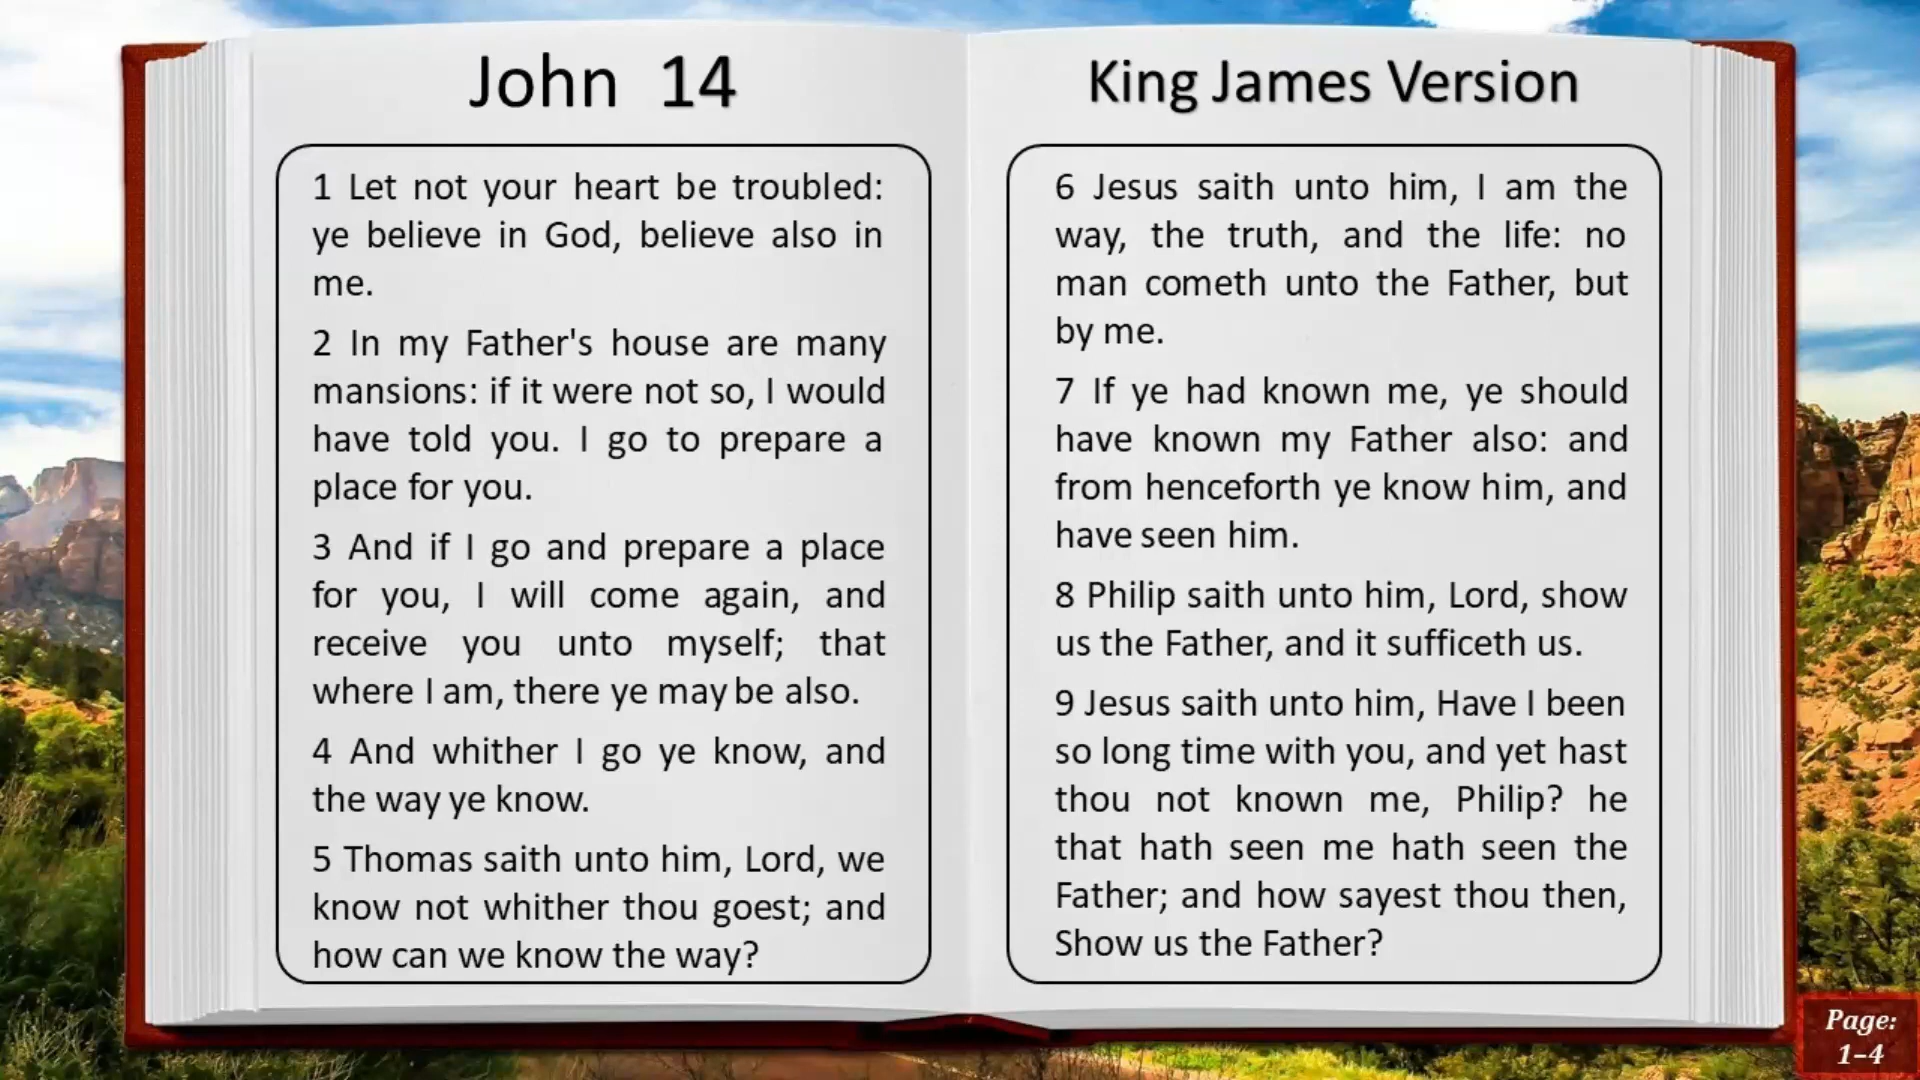 John 14
1 Let not your heart be troubled:
ye believe in God, believe also in
me.
2 In my Father's house are many
mansions: if it were not so, I would
have told you. I go to prepare a
place for you.
3 And if I go and prepare a place
for you, I will come again, and
receive you unto myself; that
where I am, there ye may be also.
4 And whither I go ye know, and
the way ye know.
5 Thomas saith unto him, Lord, we
know not whither thou goest; and
how can we know the way?
King James Version
6 Jesus saith unto him, I am the
way, the truth, and the life: no
man cometh unto the Father, but
by me.
7 If ye had known me, ye should
have known my Father also: and
from henceforth ye know him, and
have seen him.
8 Philip saith unto him, Lord, show
us the Father, and it sufficeth us.
9 Jesus saith unto him, Have I been
so long time with you, and yet hast
thou not known me, Philip? he
that hath seen me hath seen the
Father; and how sayest thou then,
Show us the Father?
Page:
1–4